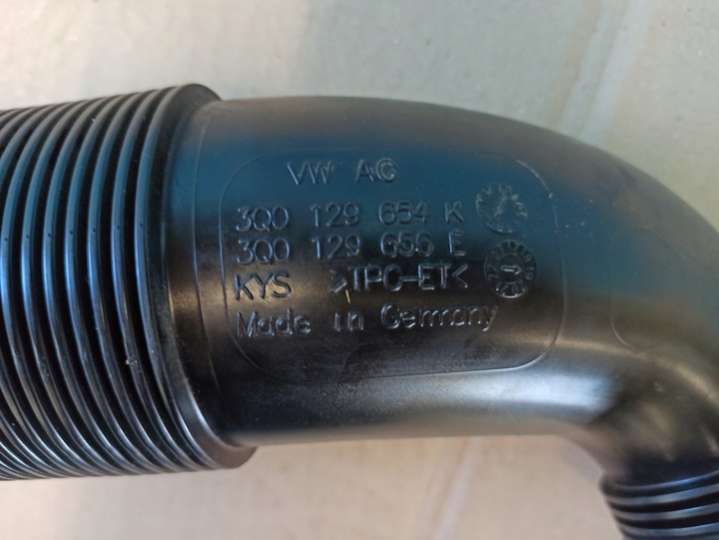 VW AG
3Q0 129 654 K
3Q0 129 656 E
KYS >TPC-ET<
Made in Germany